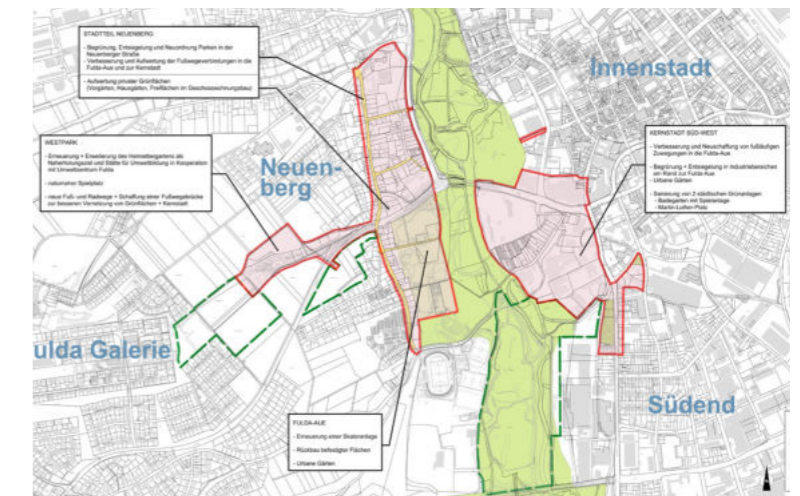 STADTTEIL NEUENBERG
- Begrünung, Entsiegelung und Neuordnung Parken in der
Neuenberger Straße
- Verbesserung und Aufwertung der Fußwegeverbindungen in die
Fulda-Aue und zur Kernstadt
- Aufwertung privater Grünflächen
(Vorgärten, Hausgärten, Freiflächen im Geschosswohnungsbau)
Innenstadt
WESTPARK
- Erneuerung + Erweiterung des Heimattiergartens als
Naherholungsziel und Stätte für Umweltbildung in Kooperation
mit Umweltzentrum Fulda
- naturnaher Spielplatz
- neue Fuß- und Radwege + Schaffung einer Fußwegebrücke
zur besseren Vernetzung von Grünflächen + Kernstadt
Neuen-
berg
KERNSTADT SÜD-WEST
- Verbesserung und Neuschaffung von fußläufigen
Zuwegungen in die Fulda-Aue
- Begrünung + Entsiegelung in Industriebereichen
am Rand zur Fulda-Aue
- Urbane Gärten
- Sanierung von 2 städtischen Grünanlagen
- Badegarten mit Spielanlage
- Martin-Luther-Platz
ulda Galerie
Südend
FULDA-AUE
- Erneuerung einer Skateranlage
- Rückbau befestigter Flächen
- Urbane Gärten